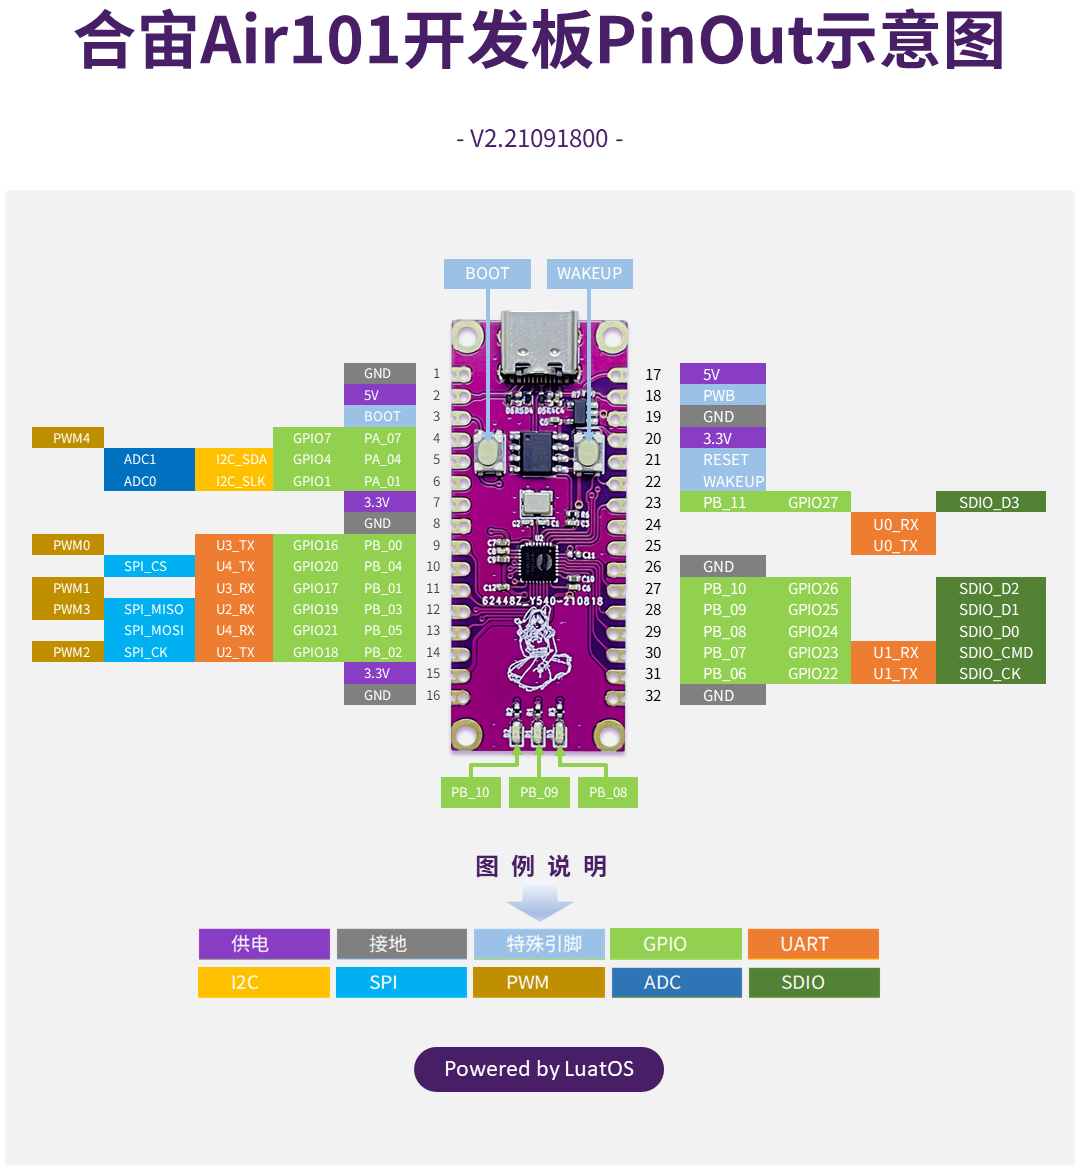 合宙Air101开发板PinOut示意图
- V2.21091800 -
BOOT WAKEUP
GND 1 17 5V
5V 2 18 PWB
BOOT 3 19 GND
PWM4 GPIO7 PA_07 4 20 3.3V
ADC1 I2C_SDA GPIO4 PA_04 5 21 RESET
ADC0 I2C_SLK GPIO1 PA_01 6 22 WAKEUP
3.3V 7 23 PB_11 GPIO27 SDIO_D3
GND 8 24 U0_RX
PWM0 U3_TX GPIO16 PB_00 9 25 U0_TX
SPI_CS U4_TX GPIO20 PB_04 10 26 GND
PWM1 U3_RX GPIO17 PB_01 11 27 PB_10 GPIO26 SDIO_D2
PWM3 SPI_MISO U2_RX GPIO19 PB_03 12 28 PB_09 GPIO25 SDIO_D1
SPI_MOSI U4_RX GPIO21 PB_05 13 29 PB_08 GPIO24 SDIO_D0
PWM2 SPI_CK U2_TX GPIO18 PB_02 14 30 PB_07 GPIO23 U1_RX SDIO_CMD
3.3V 15 31 PB_06 GPIO22 U1_TX SDIO_CK
GND 16 32 GND
U2
C11
C10
C12
62448Z_Y540-210818
PB_10 PB_09 PB_08
图例说明
供电 接地 特殊引脚 GPIO UART
I2C SPI PWM ADC SDIO
Powered by LuatOS